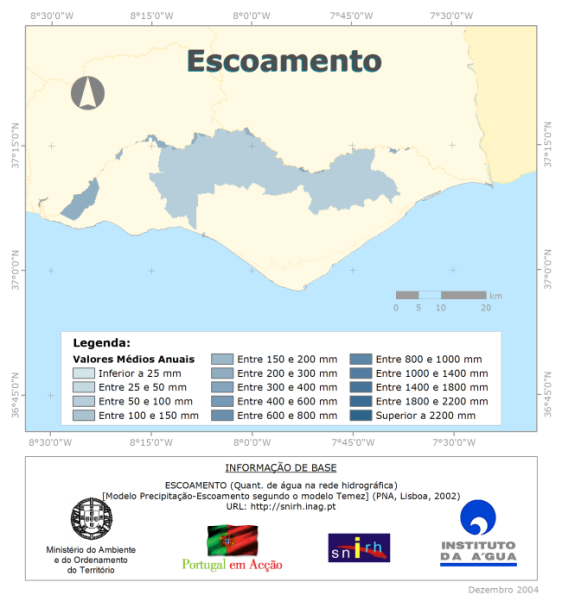 8°30'0"W 8°15'0"W 8°0'0"W 7°45'0"W 7°30'0"W
Escoamento
37°15'0"N 37°15'0"N
37°0'0"N 37°0'0"N
km
0 5 10 20
Legenda:
Valores Médios Anuais
Inferior a 25 mm
Entre 25 e 50 mm
Entre 50 e 100 mm
Entre 100 e 150 mm
Entre 150 e 200 mm
Entre 200 e 300 mm
Entre 300 e 400 mm
Entre 400 e 600 mm
Entre 600 e 800 mm
Entre 800 e 1000 mm
Entre 1000 e 1400 mm
Entre 1400 e 1800 mm
Entre 1800 e 2200 mm
Superior a 2200 mm
36°45'0"N 36°45'0"N
8°30'0"W 8°15'0"W 8°0'0"W 7°45'0"W 7°30'0"W
INFORMAÇÃO DE BASE
ESCOAMENTO (Quant. de água na rede hidrográfica)
[Modelo Precipitação-Escoamento segundo o modelo Temez] (PNA, Lisboa, 2002)
URL: http://snirh.inag.pt
Ministério do Ambiente
e do Ordenamento
do Território
Portugal em Acção
snirh
INSTITUTO
DA ÁGUA
Dezembro 2004